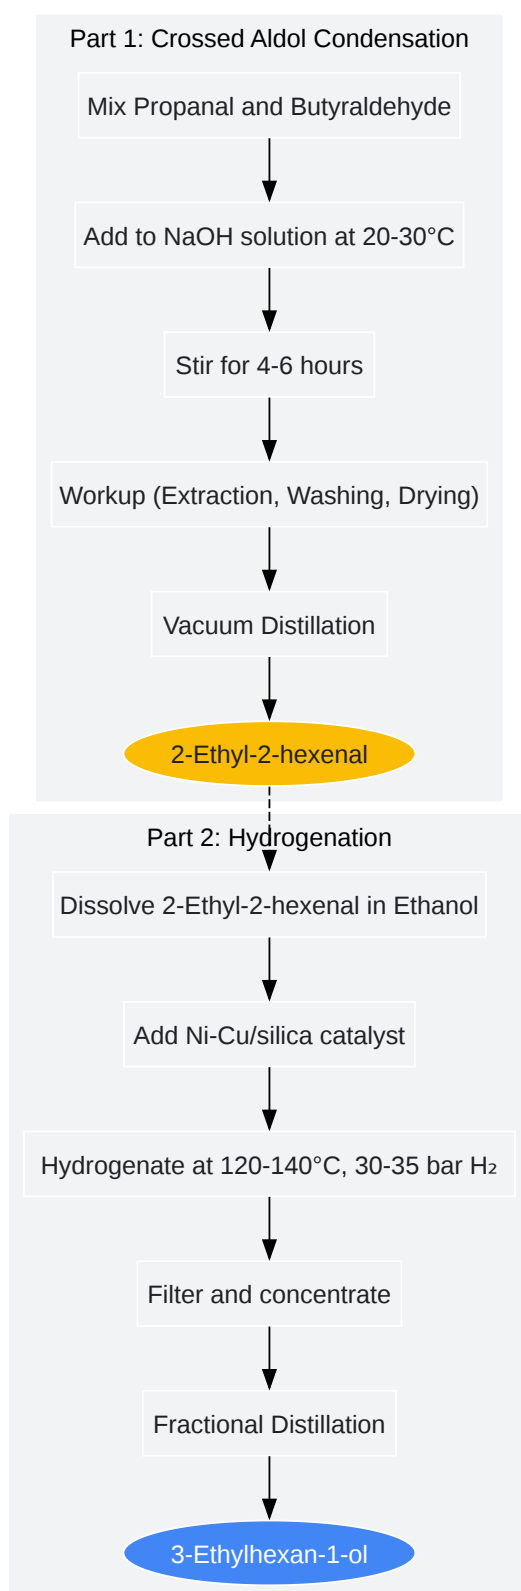 Part 1: Crossed Aldol Condensation
Mix Propanal and Butyraldehyde
Add to NaOH solution at 20-30°C
Stir for 4-6 hours
Workup (Extraction, Washing, Drying)
Vacuum Distillation
2-Ethyl-2-hexenal
Part 2: Hydrogenation
Dissolve 2-Ethyl-2-hexenal in Ethanol
Add Ni-Cu/silica catalyst
Hydrogenate at 120-140°C, 30-35 bar H₂
Filter and concentrate
Fractional Distillation
3-Ethylhexan-1-ol